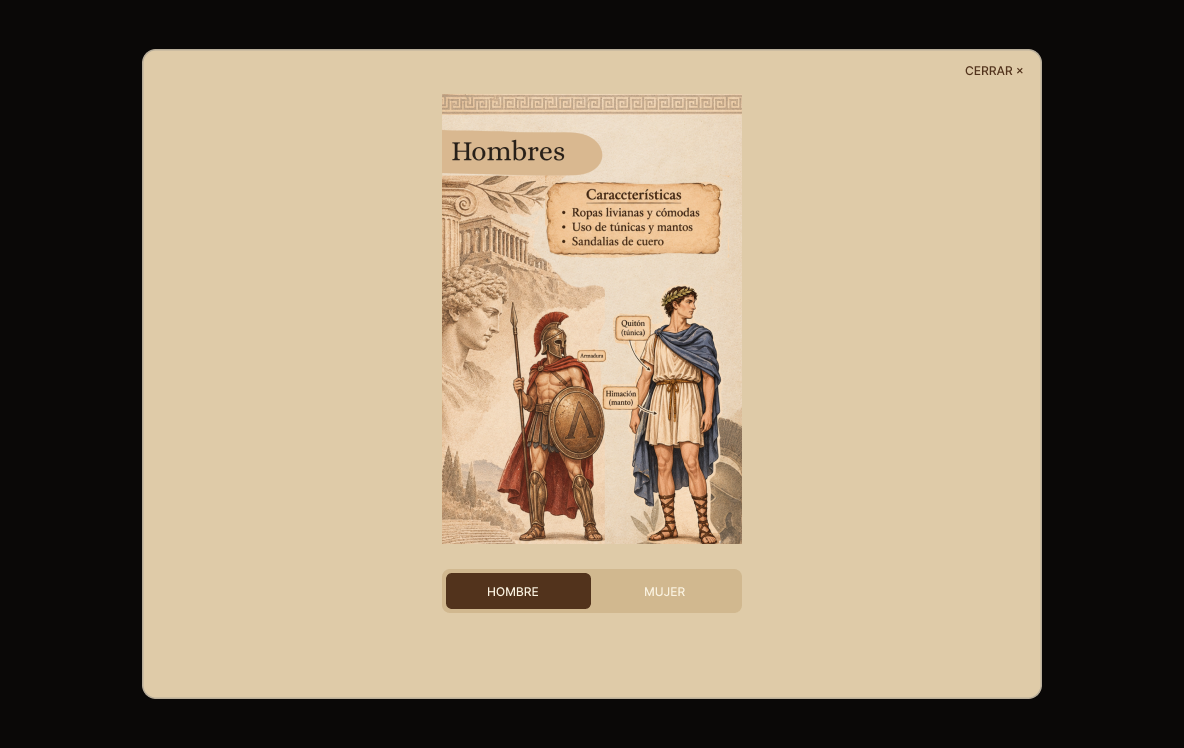 CERRAR ×
Hombres
Caraccterísticas
• Ropas livianas y cómodas
• Uso de túnicas y mantos
• Sandalias de cuero
Quitón
(túnica)
Armadura
Himación
(manto)
Λ
HOMBRE
MUJER